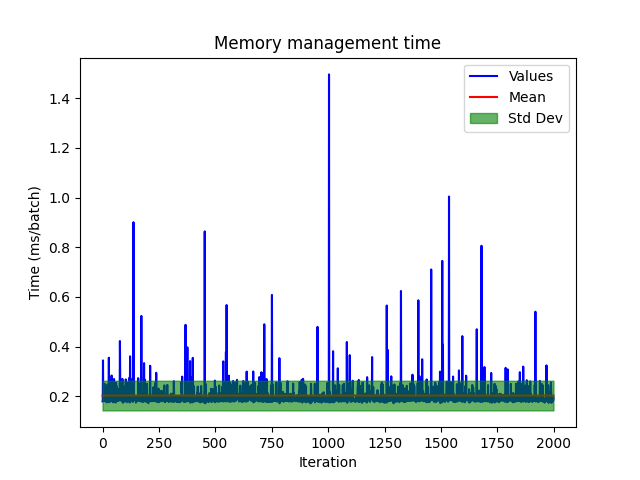 Memory management time
Time (ms/batch)
1.4
1.2
1.0
0.8
0.6
0.4
0.2
Values
Mean
Std Dev
0 250 500 750 1000 1250 1500 1750 2000
Iteration